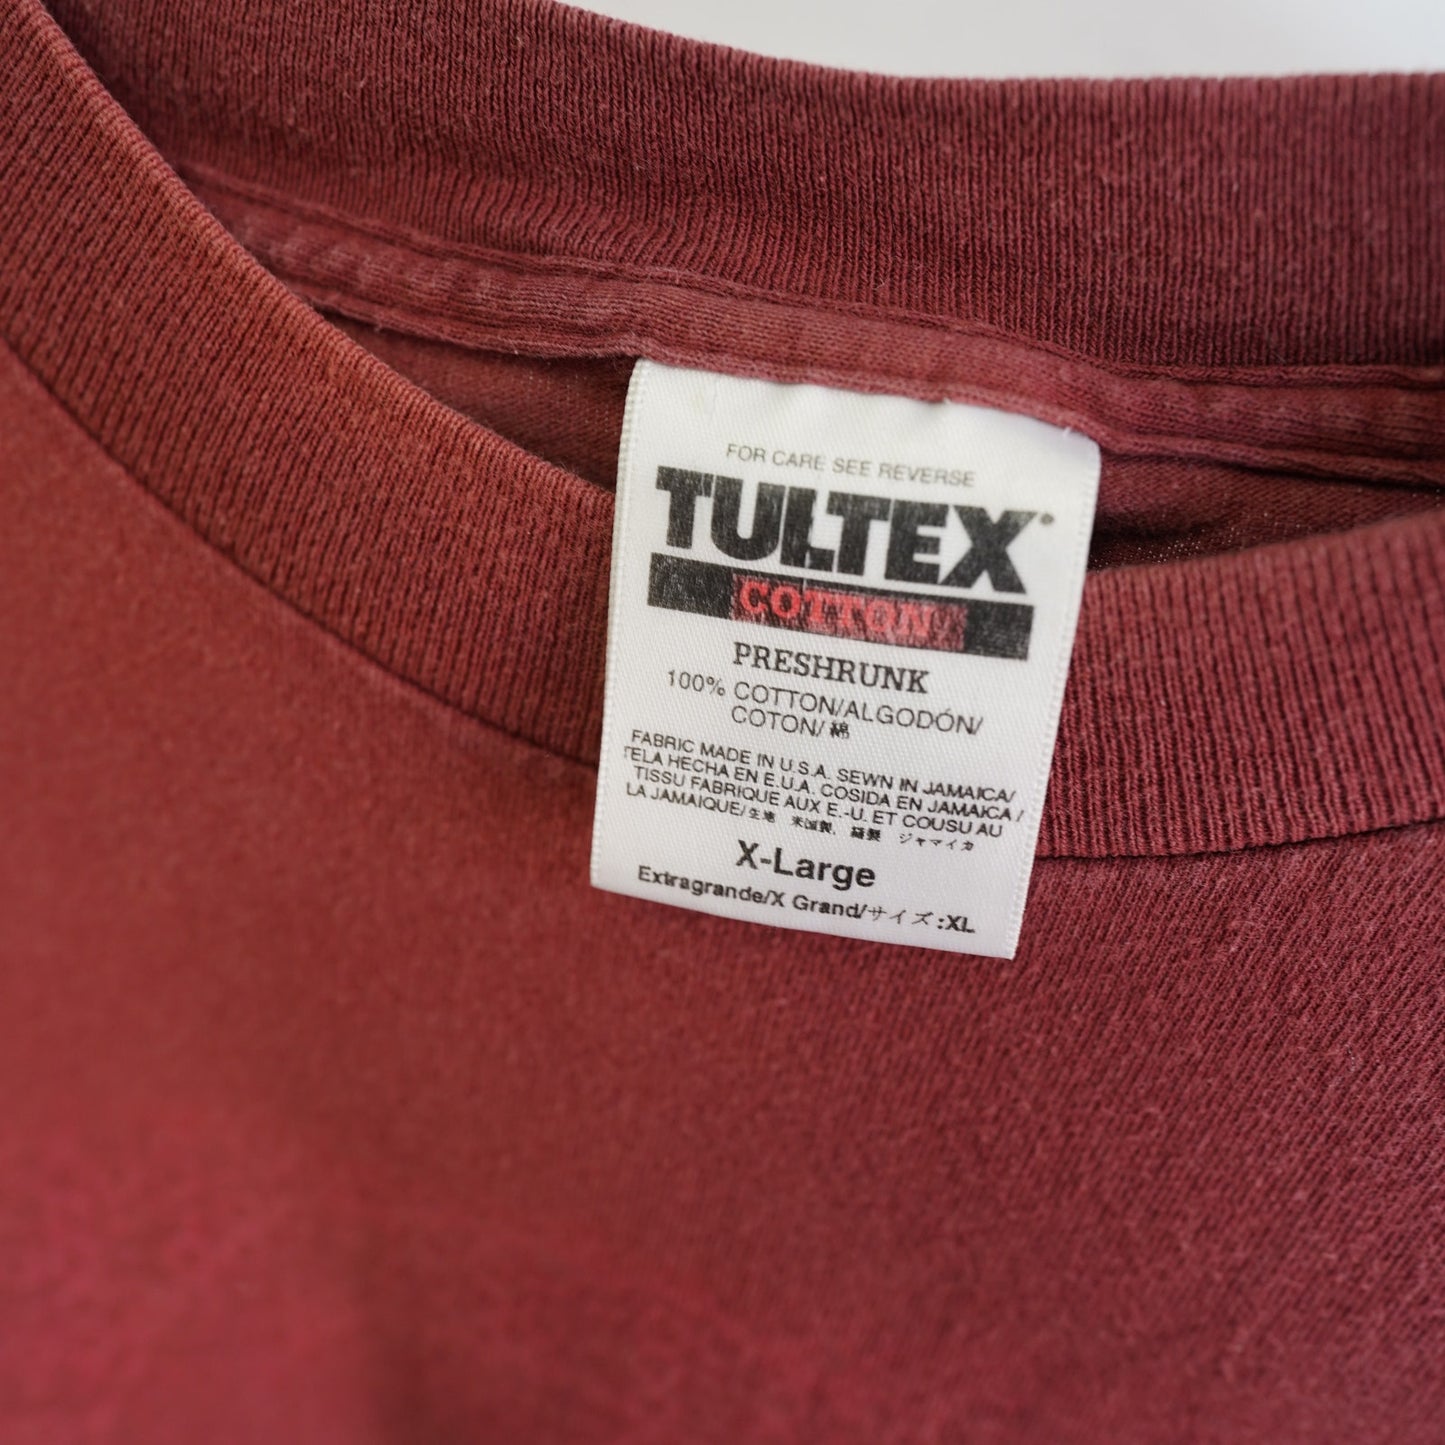 FOR CARE SEE REVERSE
TULTEX®
COTTON
PRESHRUNK
100% COTTON/ALGODÓN/
COTON/綿
FABRIC MADE IN U.S.A. SEWN IN JAMAICA/
TELA HECHA EN E.U.A. COSIDA EN JAMAICA/
TISSU FABRIQUE AUX E.-U. ET COUSU AU
LA JAMAIQUE/生地 米国製, 縫製 ジャマイカ
X-Large
Extragrande/X Grand/サイズ:XL